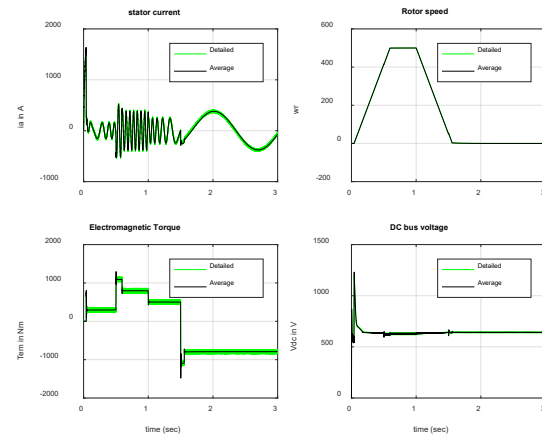 stator current
Rotor speed
2000
Detailed
Average
1000
ia in A
0
-1000
0
1
2
3
600
Detailed
Average
400
wr
200
0
-200
0
1
2
Electromagnetic Torque
DC bus voltage
2000
Detailed
Average
1000
Tem in Nm
0
-1000
-2000
0
1
2
3
time (sec)
1500
Detailed
Average
1000
Vdc in V
500
0
0
1
2
time (sec)